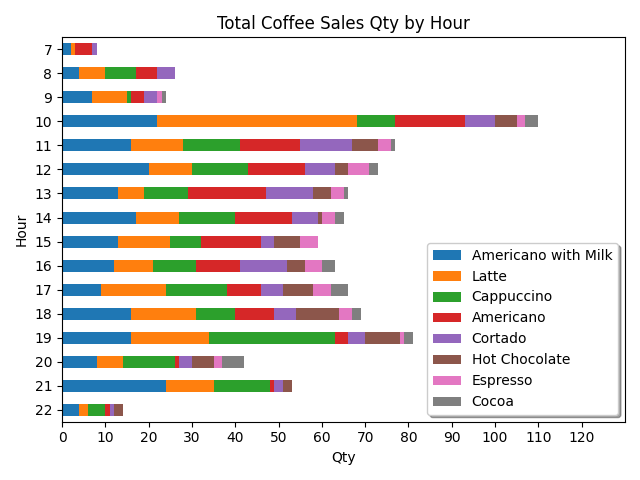 Total Coffee Sales Qty by Hour
Hour
7
8
9
10
11
12
13
14
15
16
17
18
19
20
21
22
Americano with Milk
Latte
Cappuccino
Americano
Cortado
Hot Chocolate
Espresso
Cocoa
0 10 20 30 40 50 60 70 80 90 100 110 120
Qty